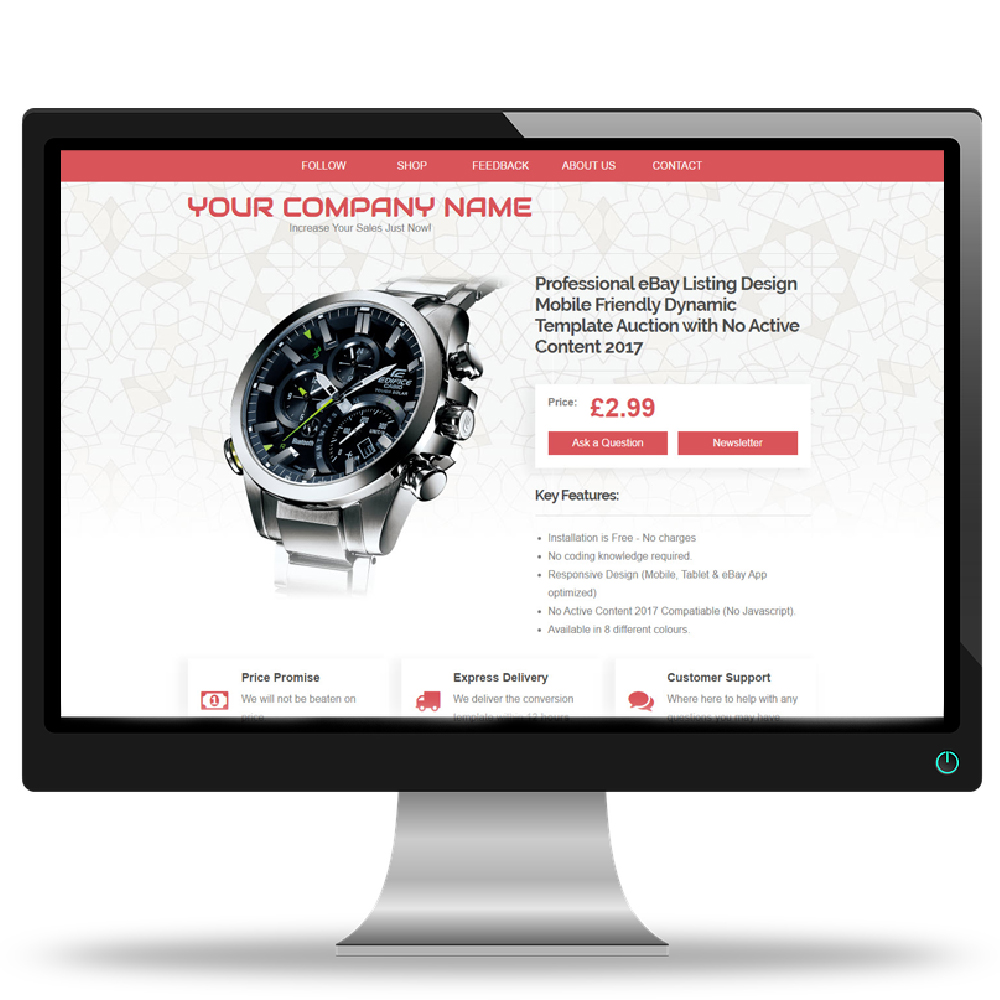 FOLLOW SHOP FEEDBACK ABOUT US CONTACT
YOUR COMPANY NAME
Increase Your Sales Just Now!
Professional eBay Listing Design
Mobile Friendly Dynamic
Template Auction with No Active
Content 2017
Price: £2.99
Ask a Question Newsletter
EDIFICE
CASIO
TOUGH SOLAR
Bluetooth
Key Features:
Installation is Free - No charges
No coding knowledge required.
Responsive Design (Mobile, Tablet & eBay App
optimized)
No Active Content 2017 Compatiable (No Javascript).
Available in 8 different colours.
Price Promise
We will not be beaten on
price
Express Delivery
We deliver the conversion
template within 12 hours
Customer Support
Where here to help with any
questions you may have